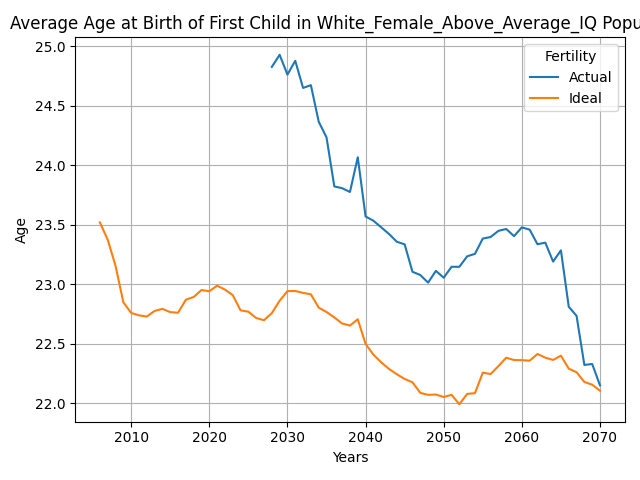 Average Age at Birth of First Child in White_Female_Above_Average_IQ Popu
25.0
24.5
24.0
23.5
23.0
22.5
22.0
Age
Fertility
Actual
Ideal
2010 2020 2030 2040 2050 2060 2070
Years